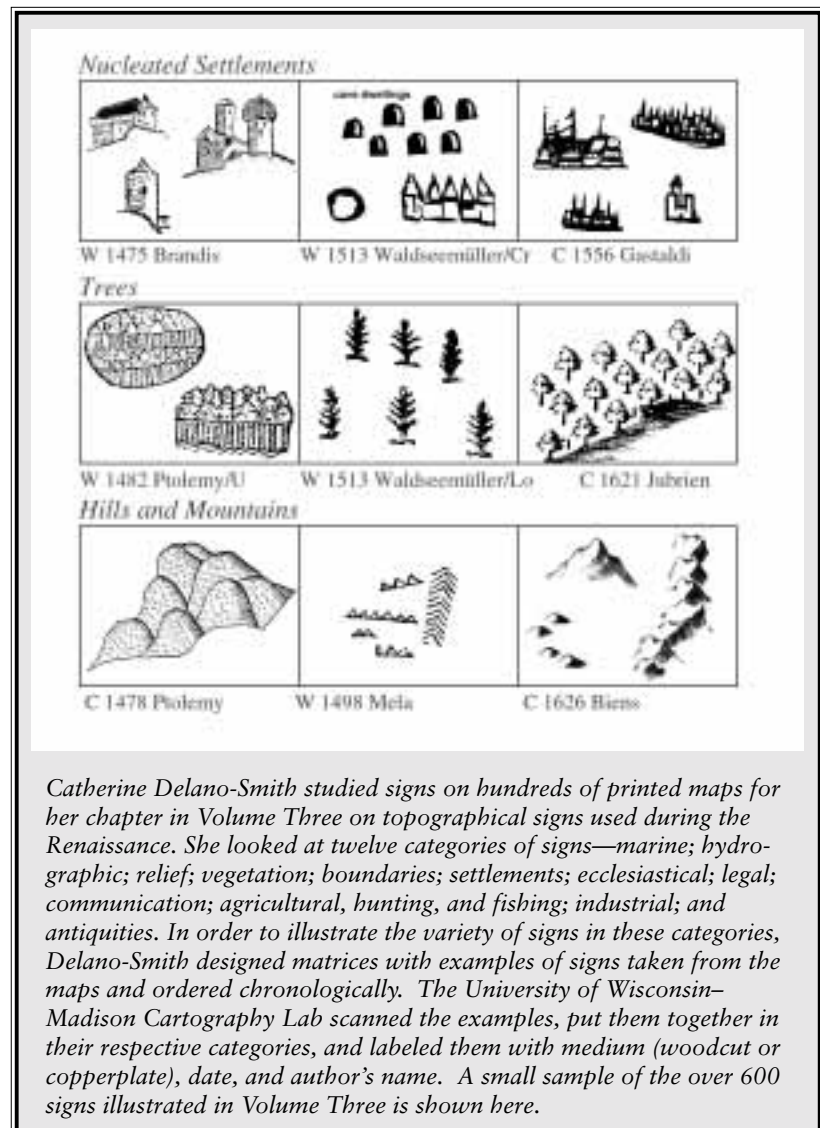 Nucleated Settlements
cave dwellings
W 1475 Brandis W 1513 Waldseemüller/Cr C 1556 Gastaldi
Trees
W 1482 Ptolemy/U W 1513 Waldseemüller/Lo C 1621 Jubrien
Hills and Mountains
C 1478 Ptolemy W 1498 Mela C 1626 Biens
Catherine Delano-Smith studied signs on hundreds of printed maps for
her chapter in Volume Three on topographical signs used during the
Renaissance. She looked at twelve categories of signs—marine; hydro-
graphic; relief; vegetation; boundaries; settlements; ecclesiastical; legal;
communication; agricultural, hunting, and fishing; industrial; and
antiquities. In order to illustrate the variety of signs in these categories,
Delano-Smith designed matrices with examples of signs taken from the
maps and ordered chronologically. The University of Wisconsin–
Madison Cartography Lab scanned the examples, put them together in
their respective categories, and labeled them with medium (woodcut or
copperplate), date, and author's name. A small sample of the over 600
signs illustrated in Volume Three is shown here.